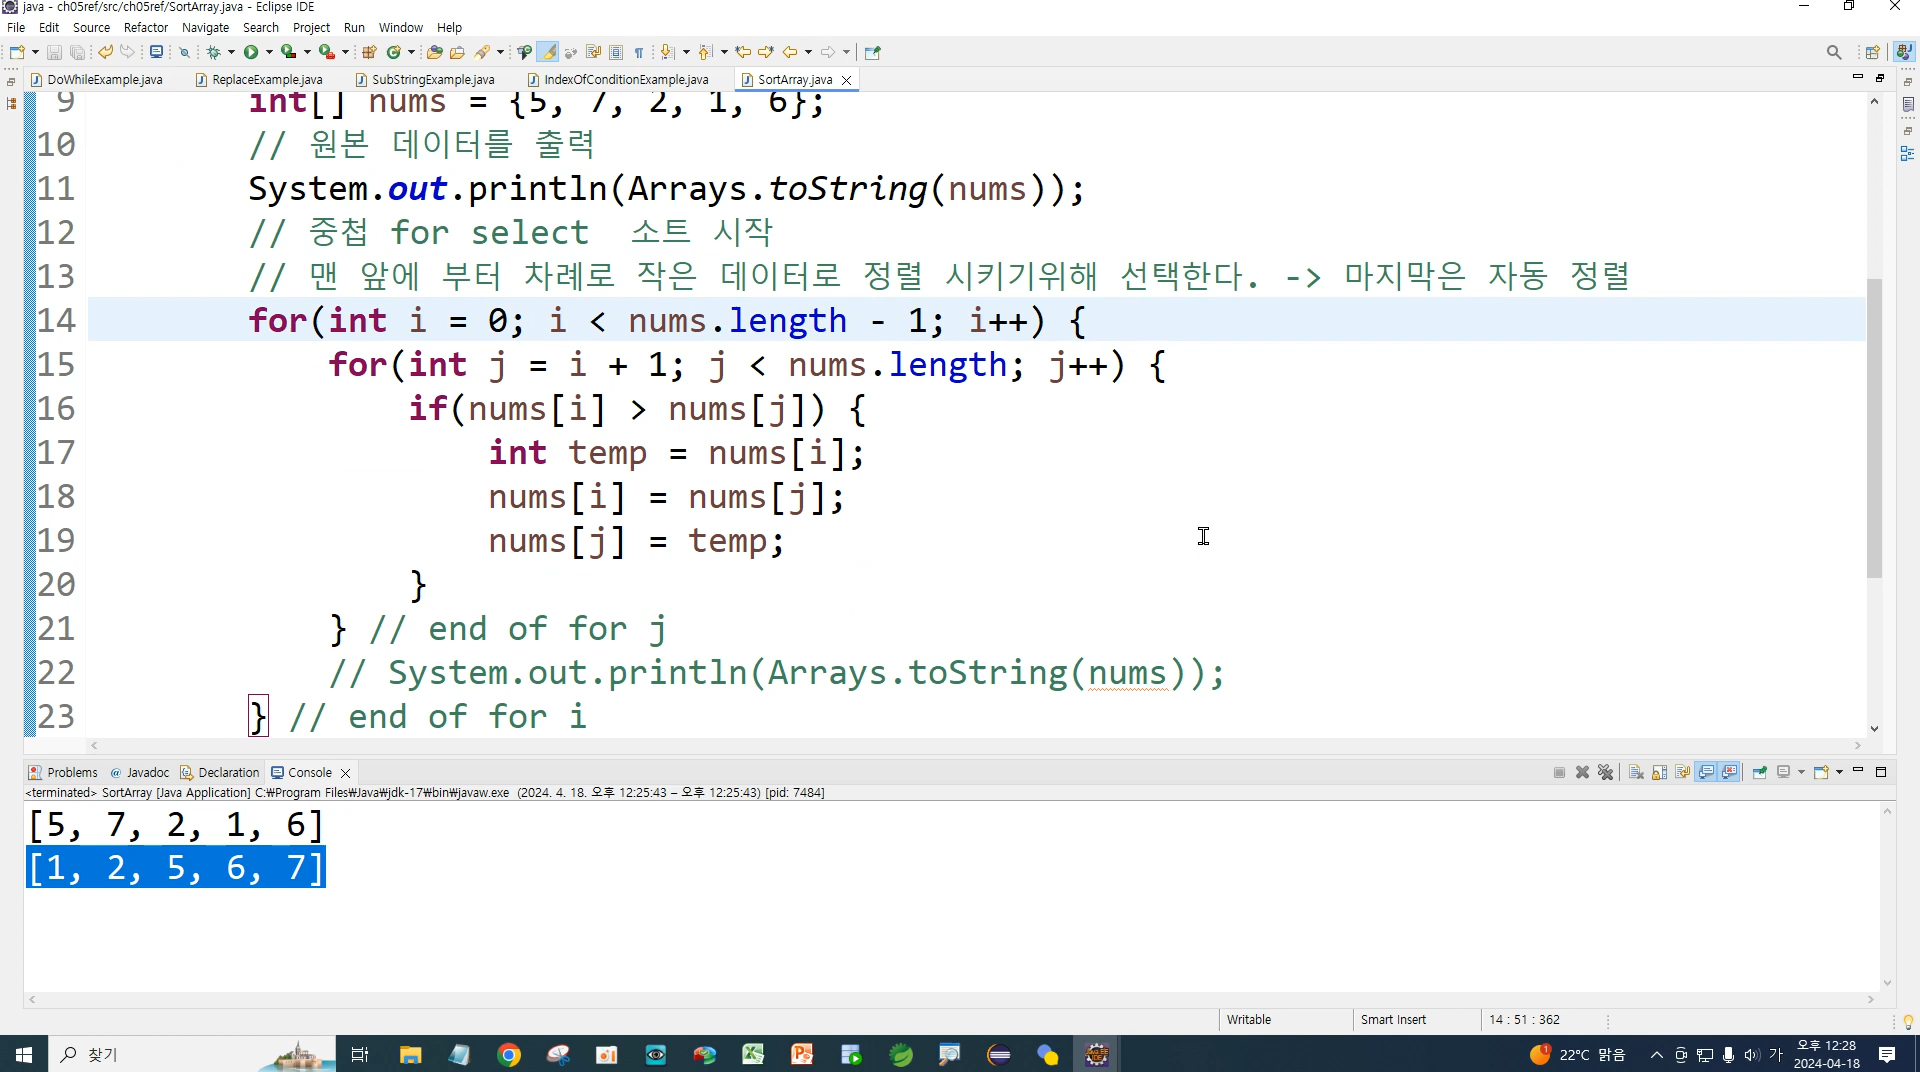 java - ch05ref/src/ch05ref/SortArray.java - Eclipse IDE
File Edit Source Refactor Navigate Search Project Run Window Help
DoWhileExample.java ReplaceExample.java SubStringExample.java IndexOfConditionExample.java SortArray.java
9 int[] nums = {5, 7, 2, 1, 6};
10 // 원본 데이터를 출력
11 System.out.println(Arrays.toString(nums));
12 // 중첩 for select 소트 시작
13 // 맨 앞에 부터 차례로 작은 데이터로 정렬 시키기위해 선택한다. -> 마지막은 자동 정렬
14 for(int i = 0; i < nums.length - 1; i++) {
15 for(int j = i + 1; j < nums.length; j++) {
16 if(nums[i] > nums[j]) {
17 int temp = nums[i];
18 nums[i] = nums[j];
19 nums[j] = temp;
20 }
21 } // end of for j
22 // System.out.println(Arrays.toString(nums));
23 } // end of for i
Problems @ Javadoc Declaration Console
<terminated> SortArray [Java Application] C:₩Program Files₩Java₩jdk-17₩bin₩javaw.exe (2024. 4. 18. 오후 12:25:43 – 오후 12:25:43) [pid: 7484]
[5, 7, 2, 1, 6]
[1, 2, 5, 6, 7]
Writable Smart Insert 14 : 51 : 362
찾기 22°C 맑음 가 오후 12:28
2024-04-18